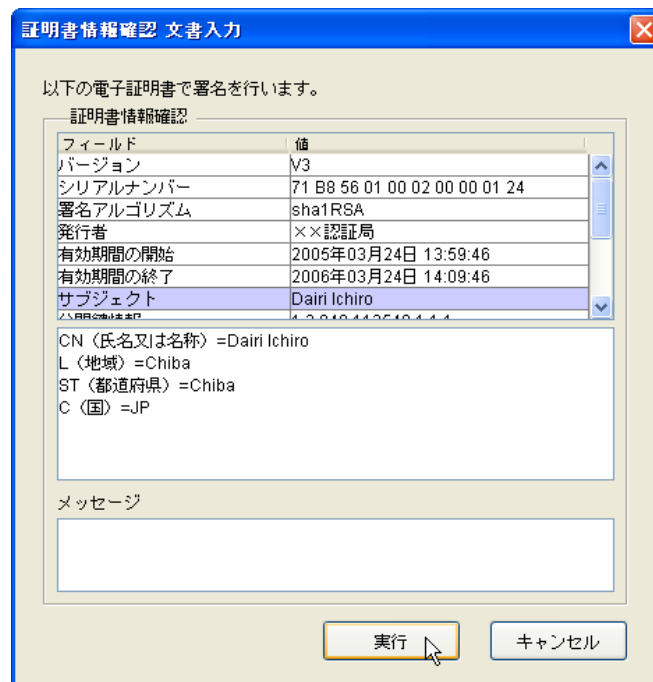 証明書情報確認 文書入力
以下の電子証明書で署名を行います。
証明書情報確認
フィールド 値
バージョン V3
シリアルナンバー 71 B8 56 01 00 02 00 00 01 24
署名アルゴリズム sha1RSA
発行者 ××認証局
有効期間の開始 2005年03月24日 13:59:46
有効期間の終了 2006年03月24日 14:09:46
サブジェクト Dairi Ichiro
CN（氏名又は名称）=Dairi Ichiro
L（地域）=Chiba
ST（都道府県）=Chiba
C（国）=JP
メッセージ
実行 キャンセル